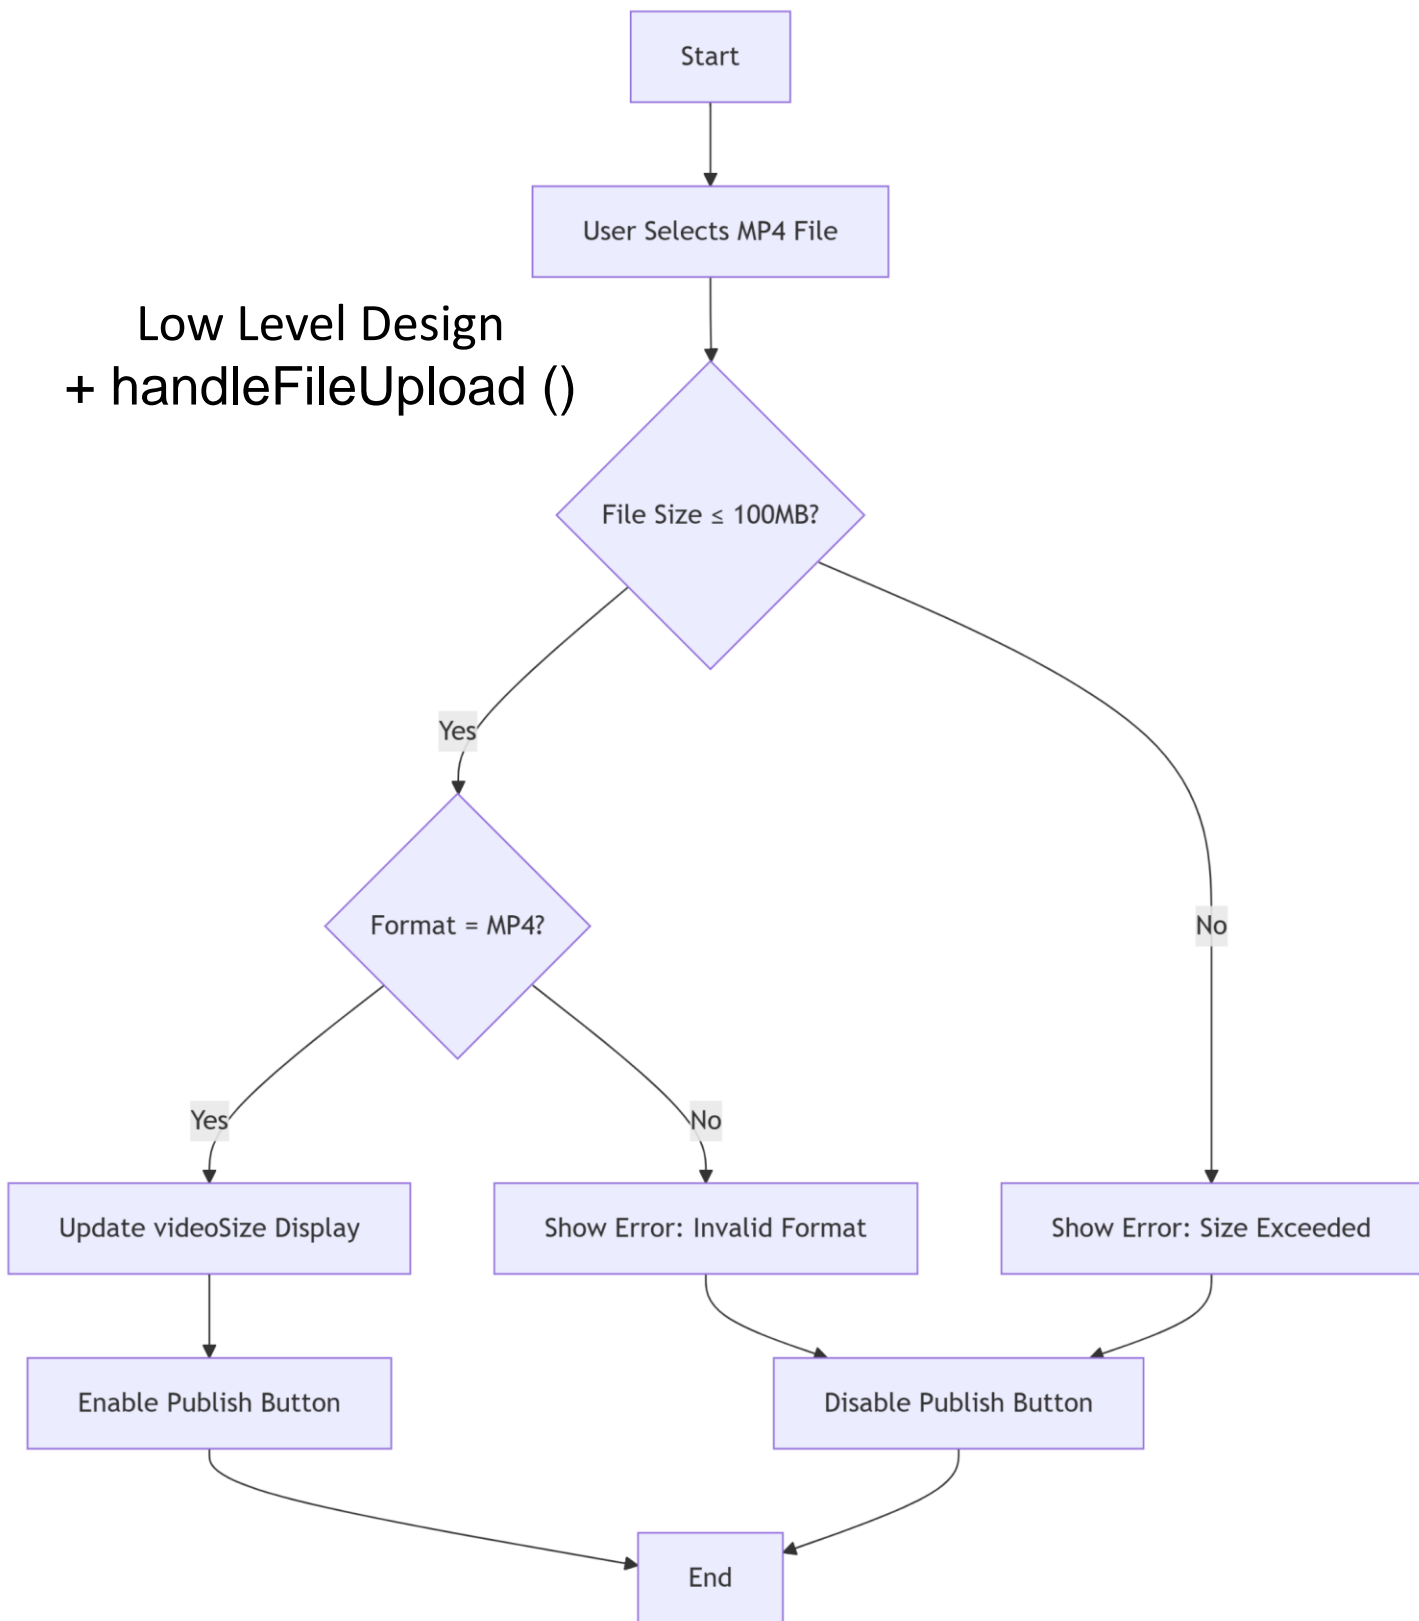 Start
User Selects MP4 File
Low Level Design
+ handleFileUpload ()
File Size ≤ 100MB?
Yes
No
Format = MP4?
Yes
No
Update videoSize Display
Show Error: Invalid Format
Show Error: Size Exceeded
Enable Publish Button
Disable Publish Button
End